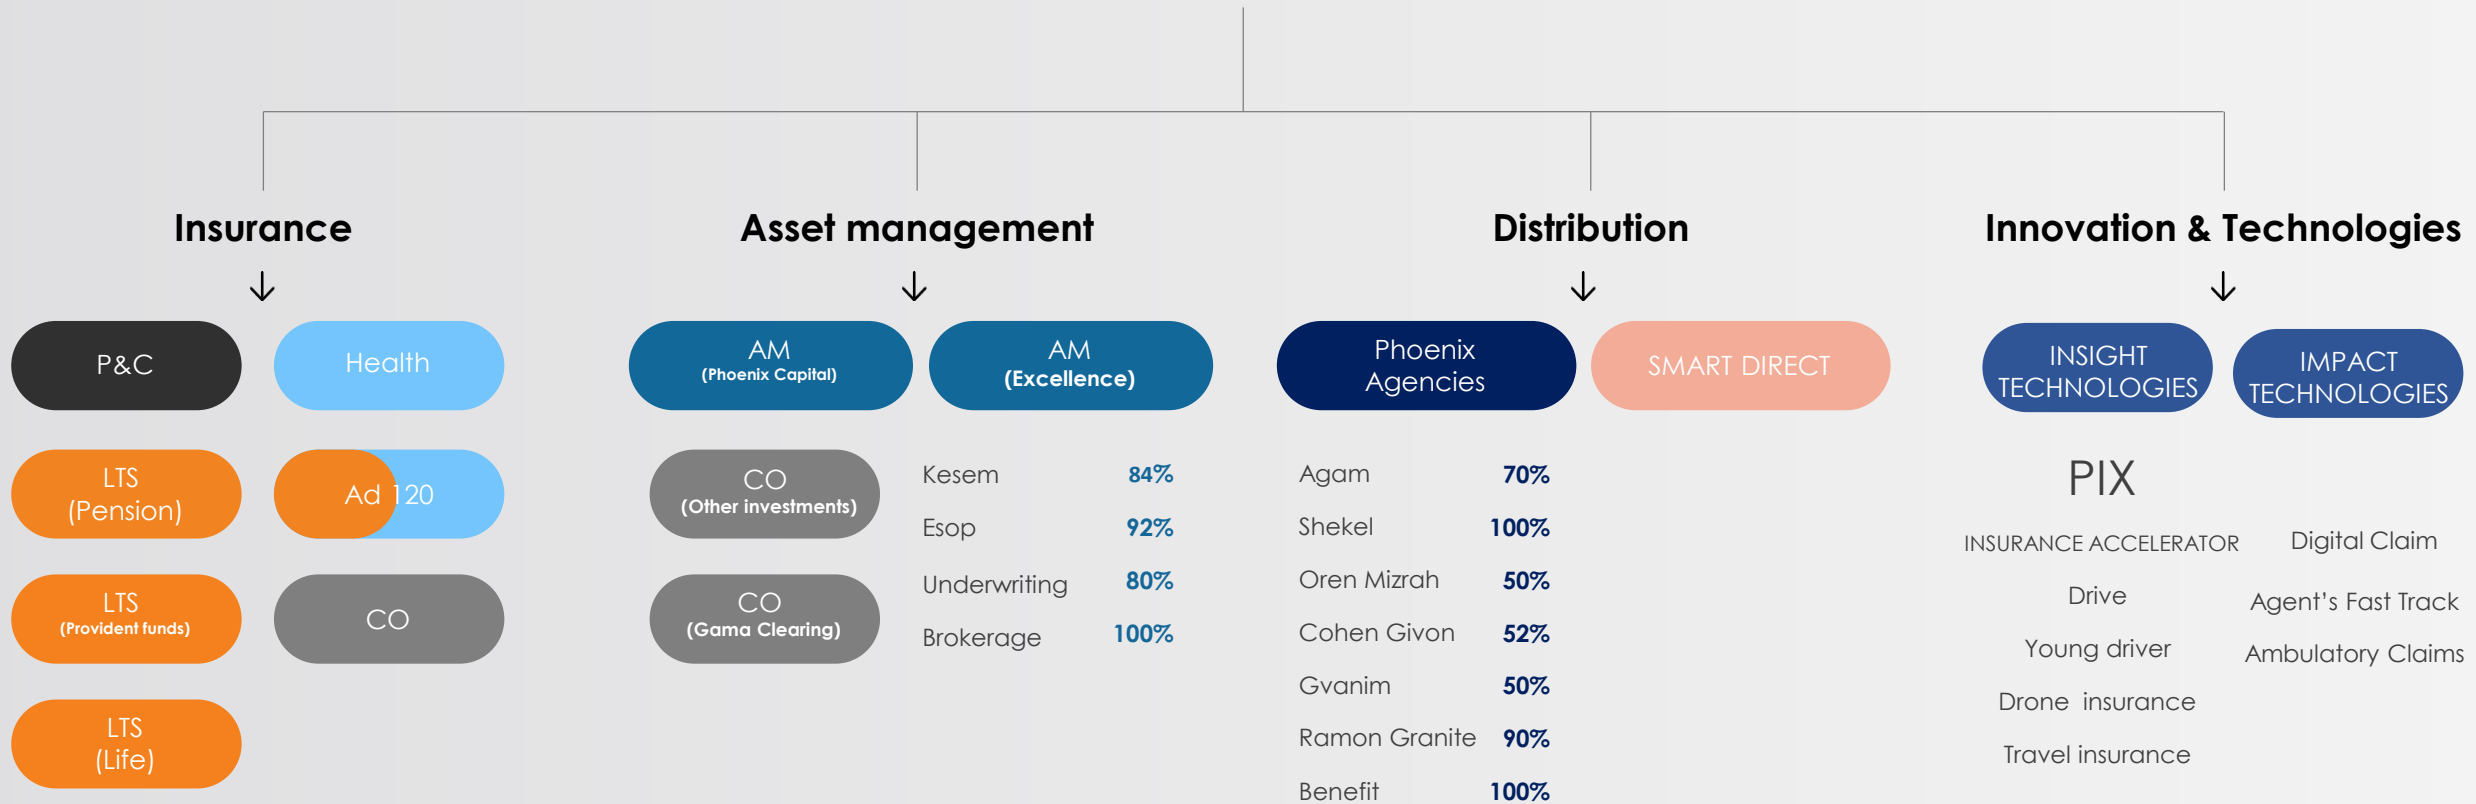 Insurance
P&C
Health
LTS
(Pension)
Ad 120
LTS
(Provident funds)
CO
LTS
(Life)
Asset management
AM
(Phoenix Capital)
AM
(Excellence)
CO
(Other investments)
CO
(Gama Clearing)
Kesem 84%
Esop 92%
Underwriting 80%
Brokerage 100%
Distribution
Phoenix
Agencies
SMART DIRECT
Agam 70%
Shekel 100%
Oren Mizrah 50%
Cohen Givon 52%
Gvanim 50%
Ramon Granite 90%
Benefit 100%
Innovation & Technologies
INSIGHT
TECHNOLOGIES
PIX
INSURANCE ACCELERATOR
Drive
Young driver
Drone insurance
Travel insurance
IMPACT
TECHNOLOGIES
Digital Claim
Agent’s Fast Track
Ambulatory Claims